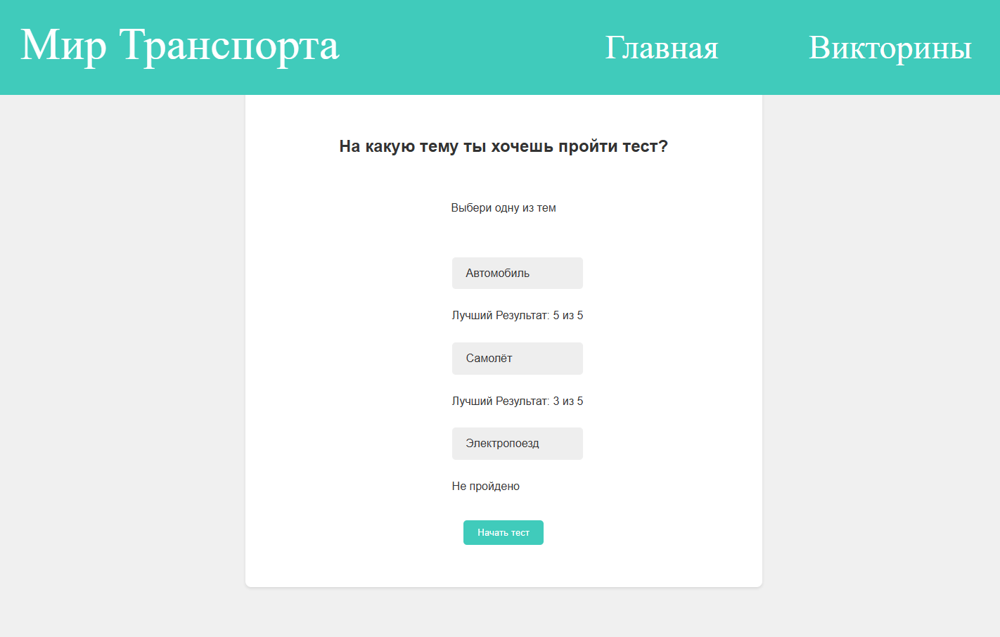 Мир Транспорта
Главная
Викторины
На какую тему ты хочешь пройти тест?
Выбери одну из тем
Автомобиль
Лучший Результат: 5 из 5
Самолёт
Лучший Результат: 3 из 5
Электропоезд
Не пройдено
Начать тест